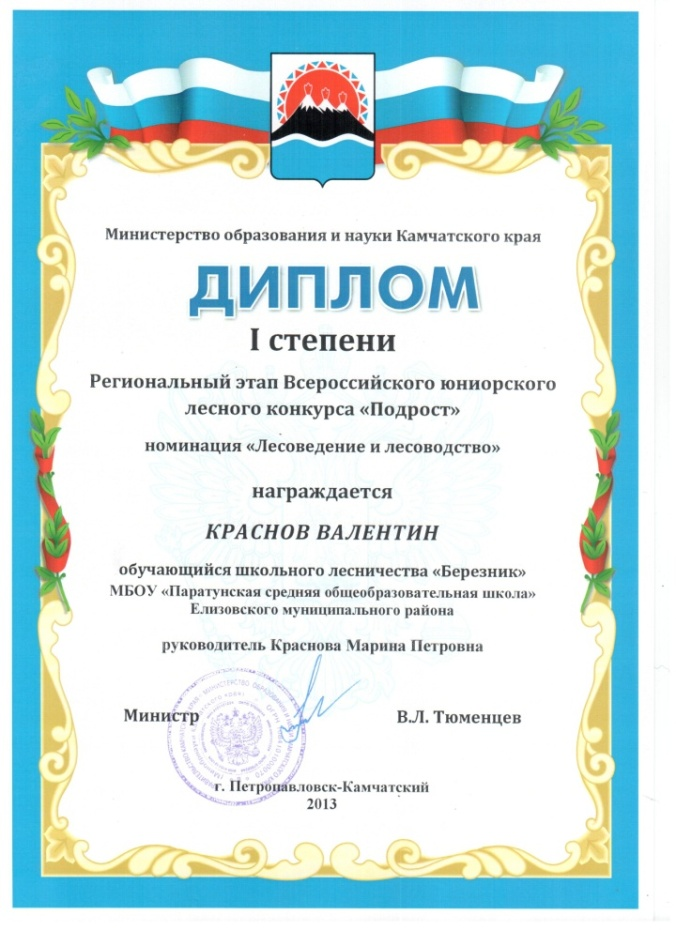 Министерство образования и науки Камчатского края
ДИПЛОМ
I степени
Региональный этап Всероссийского юниорского
лесного конкурса «Подрост»
номинация «Лесоведение и лесоводство»
награждается
КРАСНОВ ВАЛЕНТИН
обучающийся школьного лесничества «Березник»
МБОУ «Паратунская средняя общеобразовательная школа»
Елизовского муниципального района
руководитель Краснова Марина Петровна
Министр
В.Л. Тюменцев
г. Петропавловск-Камчатский
2013